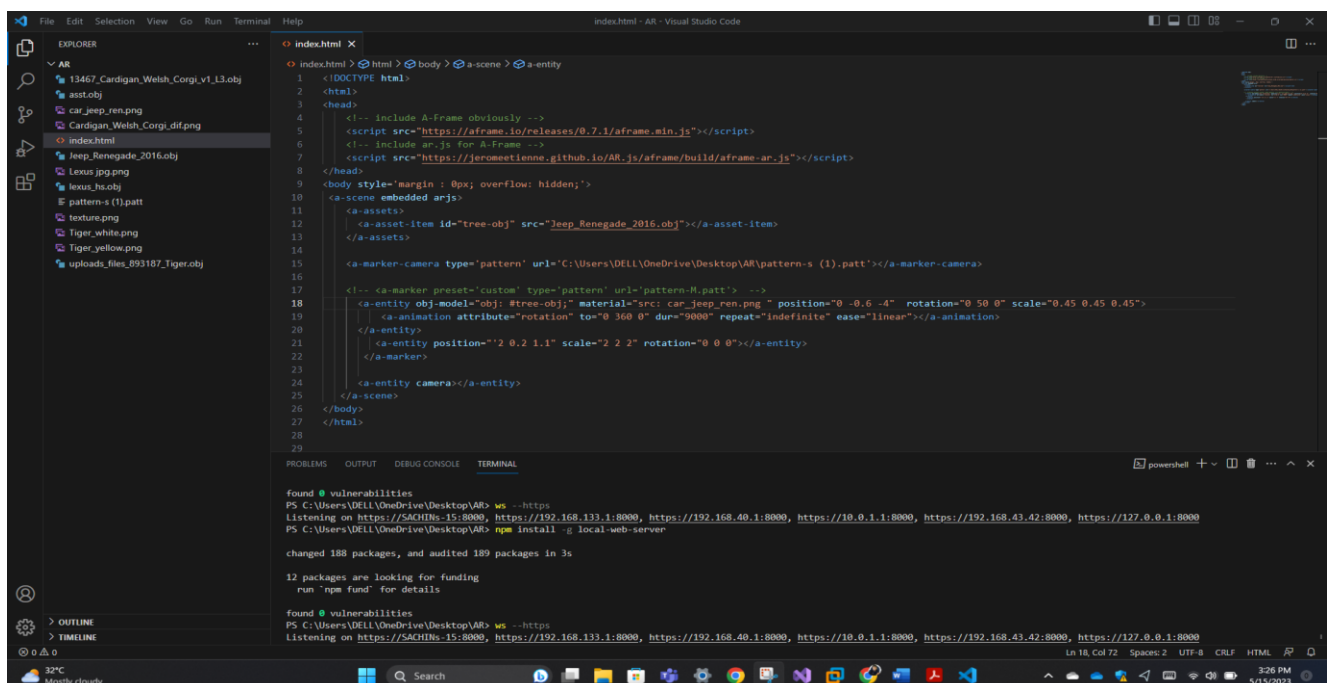 File Edit Selection View Go Run Terminal Help
index.html - AR - Visual Studio Code
EXPLORER
AR
13467_Cardigan_Welsh_Corgi_v1_L3.obj
asst.obj
car_jeep_ren.png
Cardigan_Welsh_Corgi_dif.png
index.html
Jeep_Renegade_2016.obj
Lexus jpg.png
lexus_hs.obj
pattern-s (1).patt
texture.png
Tiger_white.png
Tiger_yellow.png
uploads_files_893187_Tiger.obj
OUTLINE
TIMELINE
index.html
index.html > html > body > a-scene > a-entity
1 <!DOCTYPE html>
2 <html>
3 <head>
4 <!-- include A-Frame obviously -->
5 <script src="https://aframe.io/releases/0.7.1/aframe.min.js"></script>
6 <!-- include ar.js for A-Frame -->
7 <script src="https://jeromeetienne.github.io/AR.js/aframe/build/aframe-ar.js"></script>
8 </head>
9 <body style='margin : 0px; overflow: hidden;'>
10 <a-scene embedded arjs>
11 <a-assets>
12 <a-asset-item id="tree-obj" src="Jeep_Renegade_2016.obj"></a-asset-item>
13 </a-assets>
14
15 <a-marker-camera type='pattern' url='C:\Users\DELL\OneDrive\Desktop\AR\pattern-s (1).patt'></a-marker-camera>
16
17 <!-- <a-marker preset='custom' type='pattern' url='pattern-M.patt'> -->
18 <a-entity obj-model="obj: #tree-obj;" material="src: car_jeep_ren.png " position="0 -0.6 -4" rotation="0 50 0" scale="0.45 0.45 0.45">
19 <a-animation attribute="rotation" to="0 360 0" dur="9000" repeat="indefinite" ease="linear"></a-animation>
20 </a-entity>
21 <a-entity position="'2 0.2 1.1" scale="2 2 2" rotation="0 0 0"></a-entity>
22 </a-marker>
23
24 <a-entity camera></a-entity>
25 </a-scene>
26 </body>
27 </html>
28
29
PROBLEMS OUTPUT DEBUG CONSOLE TERMINAL
powershell
found 0 vulnerabilities
PS C:\Users\DELL\OneDrive\Desktop\AR> ws --https
Listening on https://SACHINs-15:8000, https://192.168.133.1:8000, https://192.168.40.1:8000, https://10.0.1.1:8000, https://192.168.43.42:8000, https://127.0.0.1:8000
PS C:\Users\DELL\OneDrive\Desktop\AR> npm install -g local-web-server
changed 188 packages, and audited 189 packages in 3s
12 packages are looking for funding
run `npm fund` for details
found 0 vulnerabilities
PS C:\Users\DELL\OneDrive\Desktop\AR> ws --https
Listening on https://SACHINs-15:8000, https://192.168.133.1:8000, https://192.168.40.1:8000, https://10.0.1.1:8000, https://192.168.43.42:8000, https://127.0.0.1:8000
0 0
Ln 18, Col 72 Spaces: 2 UTF-8 CRLF HTML
32°C
Mostly cloudy
Search
3:26 PM
5/15/2023